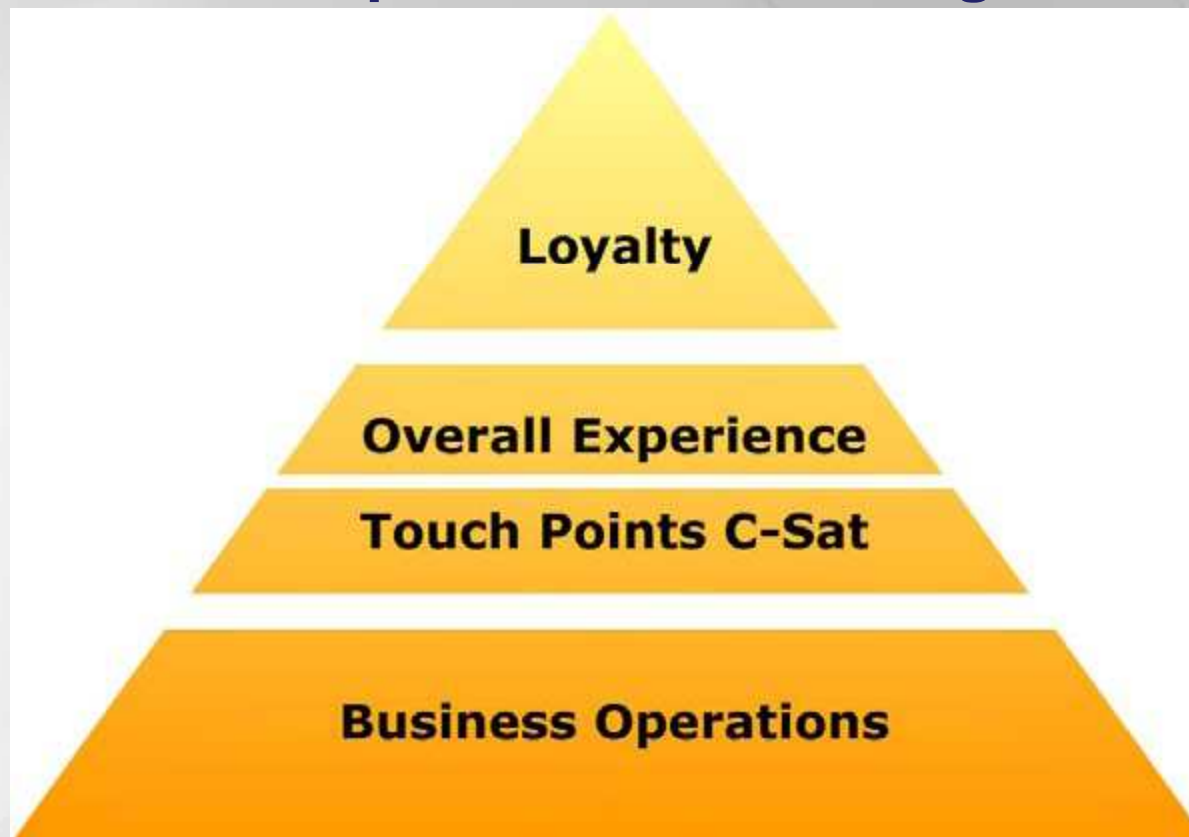 Loyalty
Overall Experience
Touch Points C-Sat
Business Operations